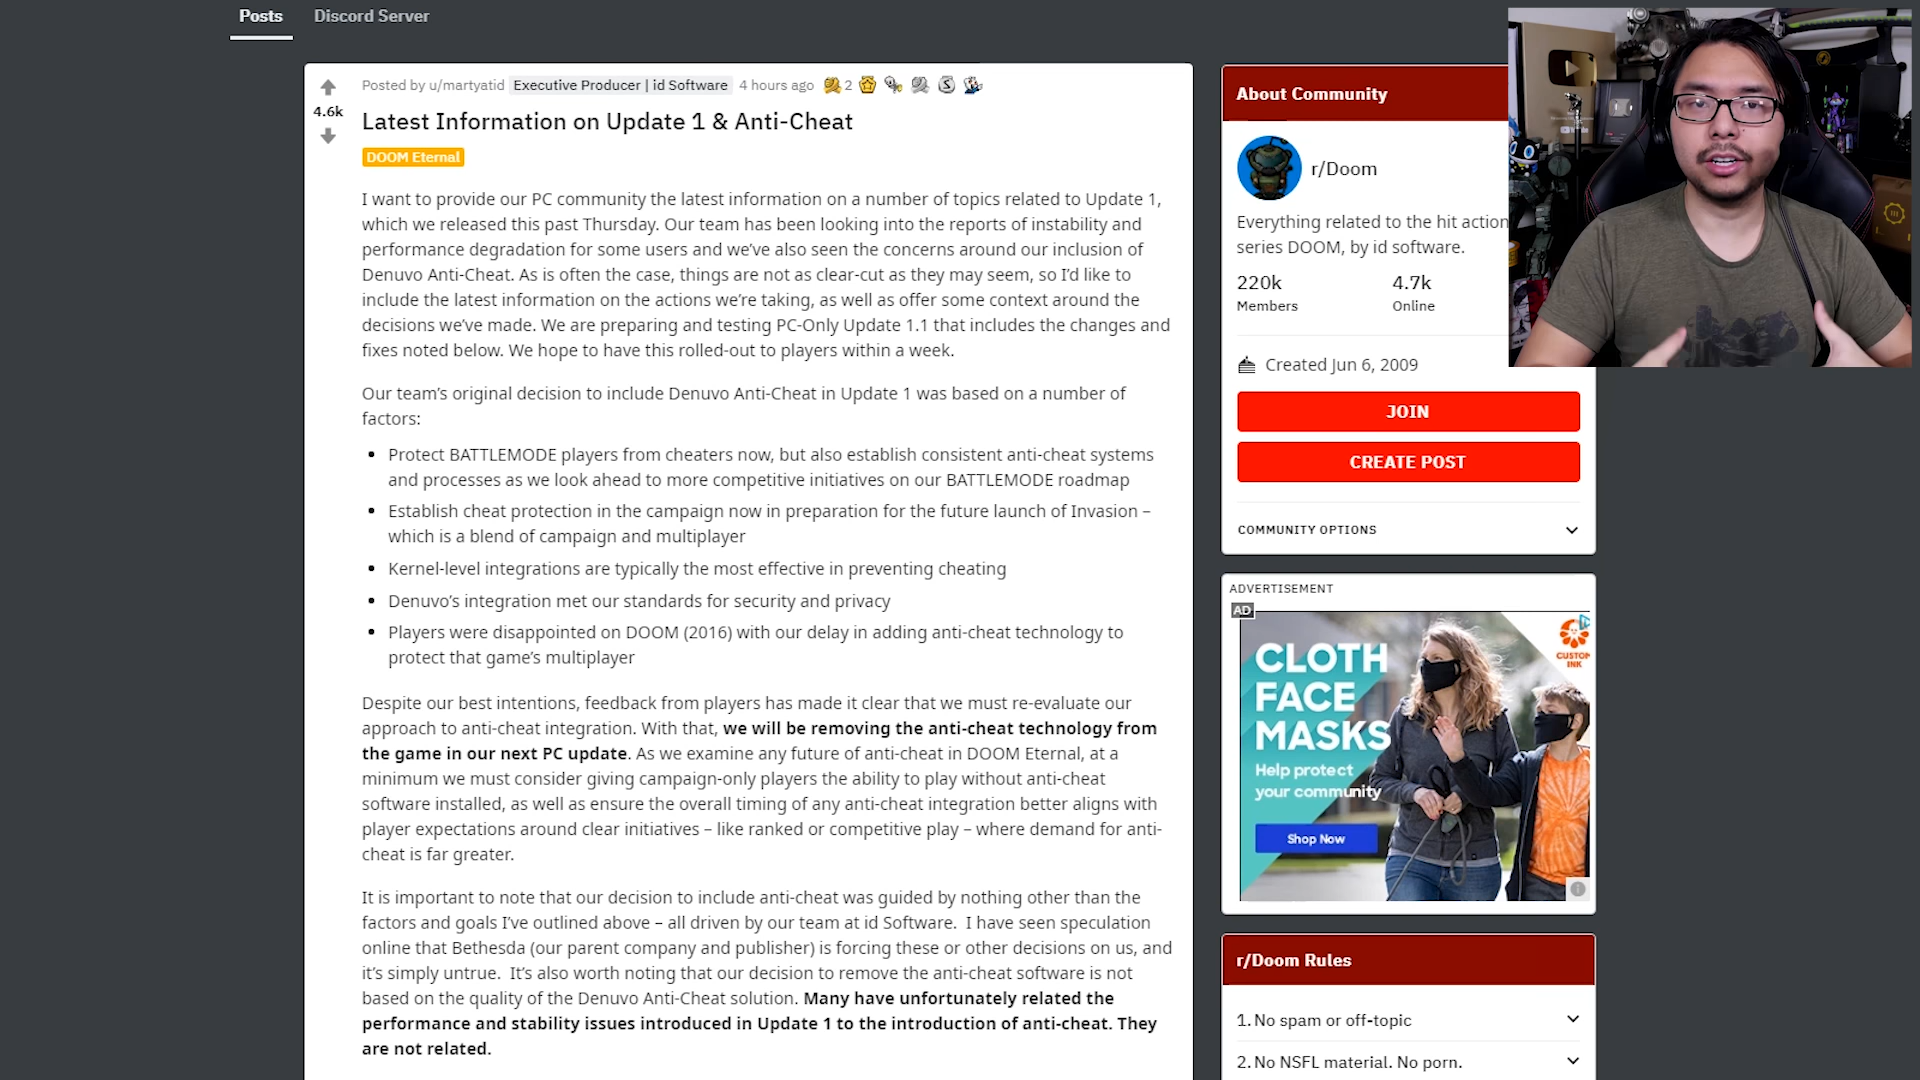 Posts Discord Server
Posted by u/martyatid Executive Producer | id Software 4 hours ago 2
4.6k
Latest Information on Update 1 & Anti-Cheat
DOOM Eternal
I want to provide our PC community the latest information on a number of topics related to Update 1,
which we released this past Thursday. Our team has been looking into the reports of instability and
performance degradation for some users and we've also seen the concerns around our inclusion of
Denuvo Anti-Cheat. As is often the case, things are not as clear-cut as they may seem, so I'd like to
include the latest information on the actions we're taking, as well as offer some context around the
decisions we've made. We are preparing and testing PC-Only Update 1.1 that includes the changes and
fixes noted below. We hope to have this rolled-out to players within a week.
Our team's original decision to include Denuvo Anti-Cheat in Update 1 was based on a number of
factors:
• Protect BATTLEMODE players from cheaters now, but also establish consistent anti-cheat systems
and processes as we look ahead to more competitive initiatives on our BATTLEMODE roadmap
• Establish cheat protection in the campaign now in preparation for the future launch of Invasion –
which is a blend of campaign and multiplayer
• Kernel-level integrations are typically the most effective in preventing cheating
• Denuvo's integration met our standards for security and privacy
• Players were disappointed on DOOM (2016) with our delay in adding anti-cheat technology to
protect that game's multiplayer
Despite our best intentions, feedback from players has made it clear that we must re-evaluate our
approach to anti-cheat integration. With that, we will be removing the anti-cheat technology from
the game in our next PC update. As we examine any future of anti-cheat in DOOM Eternal, at a
minimum we must consider giving campaign-only players the ability to play without anti-cheat
software installed, as well as ensure the overall timing of any anti-cheat integration better aligns with
player expectations around clear initiatives – like ranked or competitive play – where demand for anti-
cheat is far greater.
It is important to note that our decision to include anti-cheat was guided by nothing other than the
factors and goals I've outlined above – all driven by our team at id Software. I have seen speculation
online that Bethesda (our parent company and publisher) is forcing these or other decisions on us, and
it's simply untrue. It's also worth noting that our decision to remove the anti-cheat software is not
based on the quality of the Denuvo Anti-Cheat solution. Many have unfortunately related the
performance and stability issues introduced in Update 1 to the introduction of anti-cheat. They
are not related.
About Community
r/Doom
Everything related to the hit action
series DOOM, by id software.
220k 4.7k
Members Online
Created Jun 6, 2009
JOIN
CREATE POST
COMMUNITY OPTIONS
ADVERTISEMENT
AD
CUSTOM
INK
CLOTH
FACE
MASKS
Help protect
your community
Shop Now
r/Doom Rules
1. No spam or off-topic
2. No NSFL material. No porn.